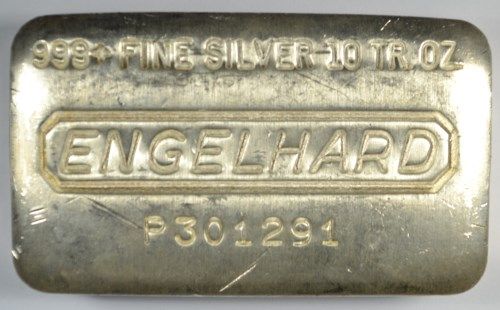 999+ FINE SILVER 10 TR.OZ
ENGELHARD
P301291